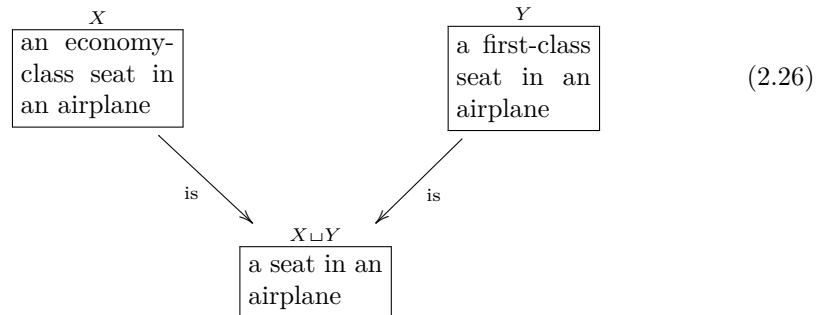 X
an economy-
class seat in
an airplane
Y
a first-class
seat in an
airplane
(2.26)
is
is
X⊔Y
a seat in an
airplane